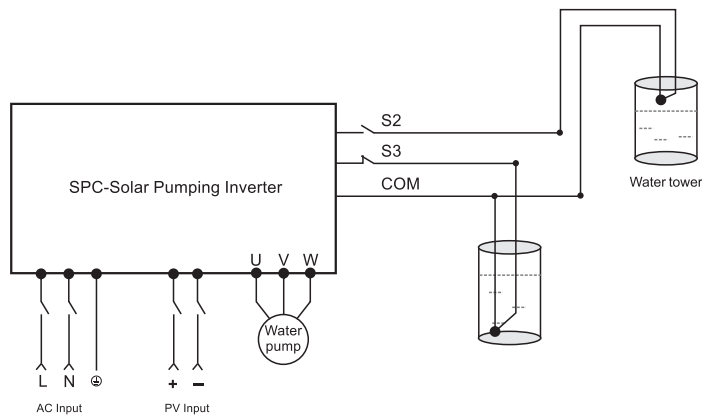 S2
S3
SPC-Solar Pumping Inverter
COM
Water tower
U V W
Water
pump
L N
+ −
AC Input
PV Input